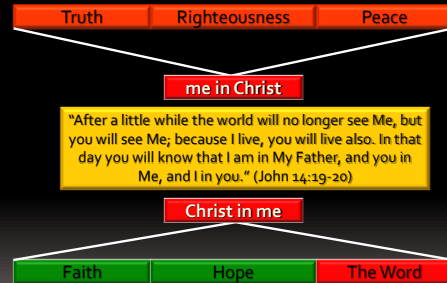 Truth Righteousness Peace
me in Christ
“After a little while the world will no longer see Me, but
you will see Me; because I live, you will live also. In that
day you will know that I am in My Father, and you in
Me, and I in you.” (John 14:19-20)
Christ in me
Faith Hope The Word